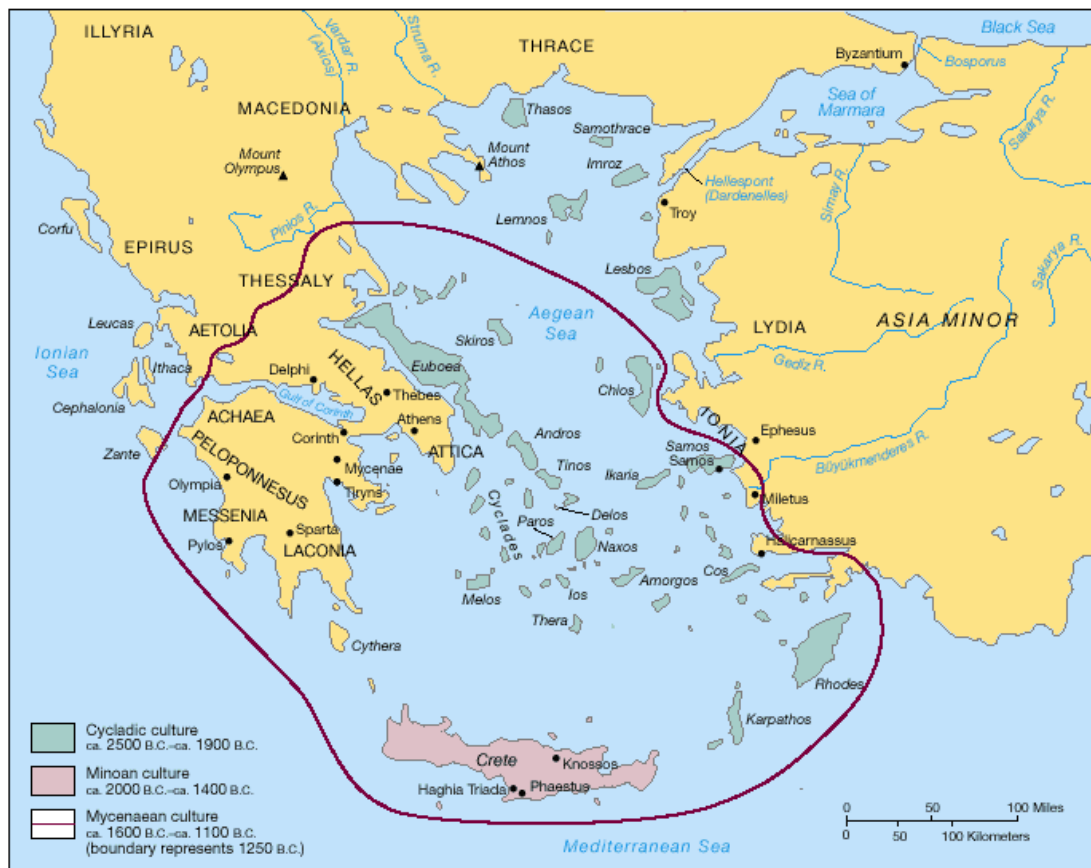 ILLYRIA
Vardar R.
(Axios)
Struma R.
THRACE
Black Sea
Byzantium
Bosporus
Sea of
Marmara
Sakarya R.
MACEDONIA
Thasos
Samothrace
Mount
Olympus
Mount
Athos
Imroz
Hellespont
(Dardenelles)
Simav R.
Pinios R.
Lemnos
Troy
Corfu
EPIRUS
THESSALY
Lesbos
Sakarya R.
Aegean
Sea
LYDIA
ASIA MINOR
Leucas
AETOLIA
Skiros
Ionian
Sea
Ithaca
Delphi
HELLAS
Euboea
Gediz R.
Cephalonia
Gulf of Corinth
Thebes
Chios
ACHAEA
Athens
IONIA
Corinth
ATTICA
Andros
Ephesus
Zante
PELOPONNESUS
Mycenae
Tinos
Ikaria
Samos
Samos
Büyükmenderes R.
Olympia
Tiryns
Cyclades
Delos
Miletus
MESSENIA
Paros
Sparta
Naxos
Halicarnassus
Pylos
LACONIA
Melos
Ios
Amorgos
Cos
Thera
Cythera
Rhodes
Karpathos
Crete
Knossos
Haghia Triada
Phaestus
Mediterranean Sea
Cycladic culture
ca. 2500 B.C.–ca. 1900 B.C.
Minoan culture
ca. 2000 B.C.–ca. 1400 B.C.
Mycenaean culture
ca. 1600 B.C.–ca. 1100 B.C.
(boundary represents 1250 B.C.)
0 50 100 Miles
0 50 100 Kilometers